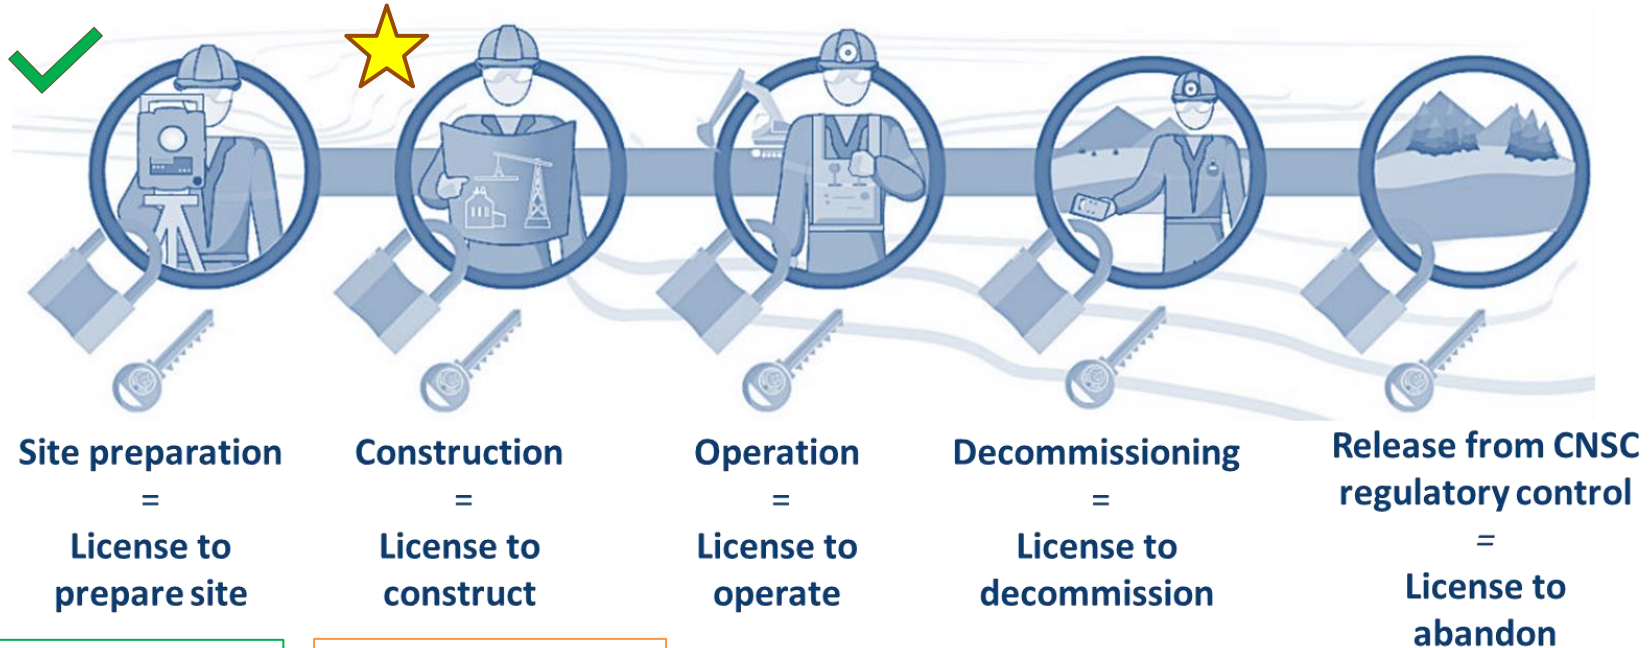 Site preparation
=
License to
prepare site
Construction
=
License to
construct
Operation
=
License to
operate
Decommissioning
=
License to
decommission
Release from CNSC
regulatory control
=
License to
abandon